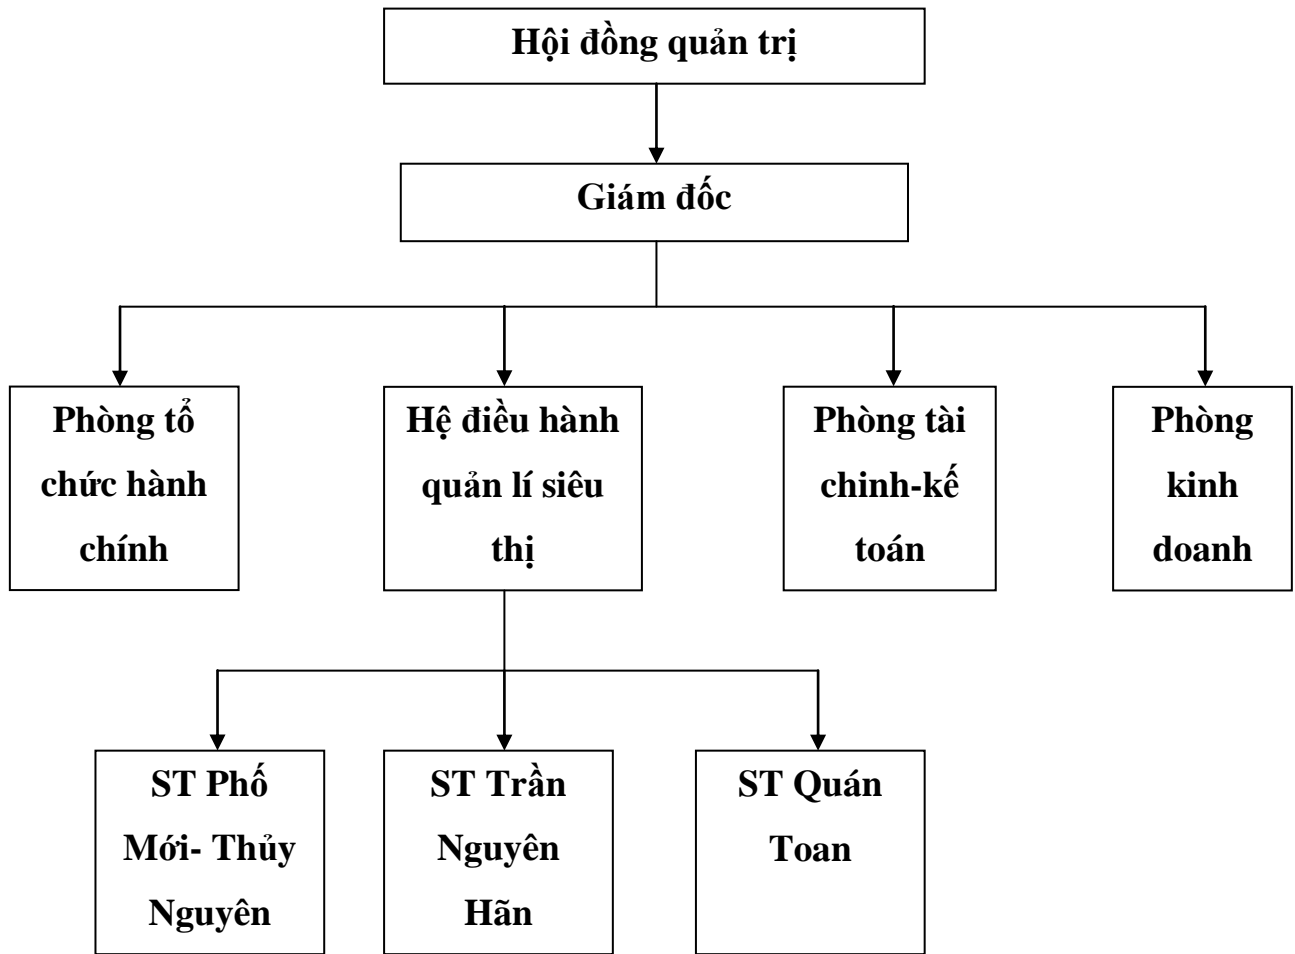 Hội đồng quản trị
Giám đốc
Phòng tổ
chức hành
chính
Hệ điều hành
quản lí siêu
thị
Phòng tài
chinh-kế
toán
Phòng
kinh
doanh
ST Phố
Mới- Thủy
Nguyên
ST Trần
Nguyên
Hãn
ST Quán
Toan